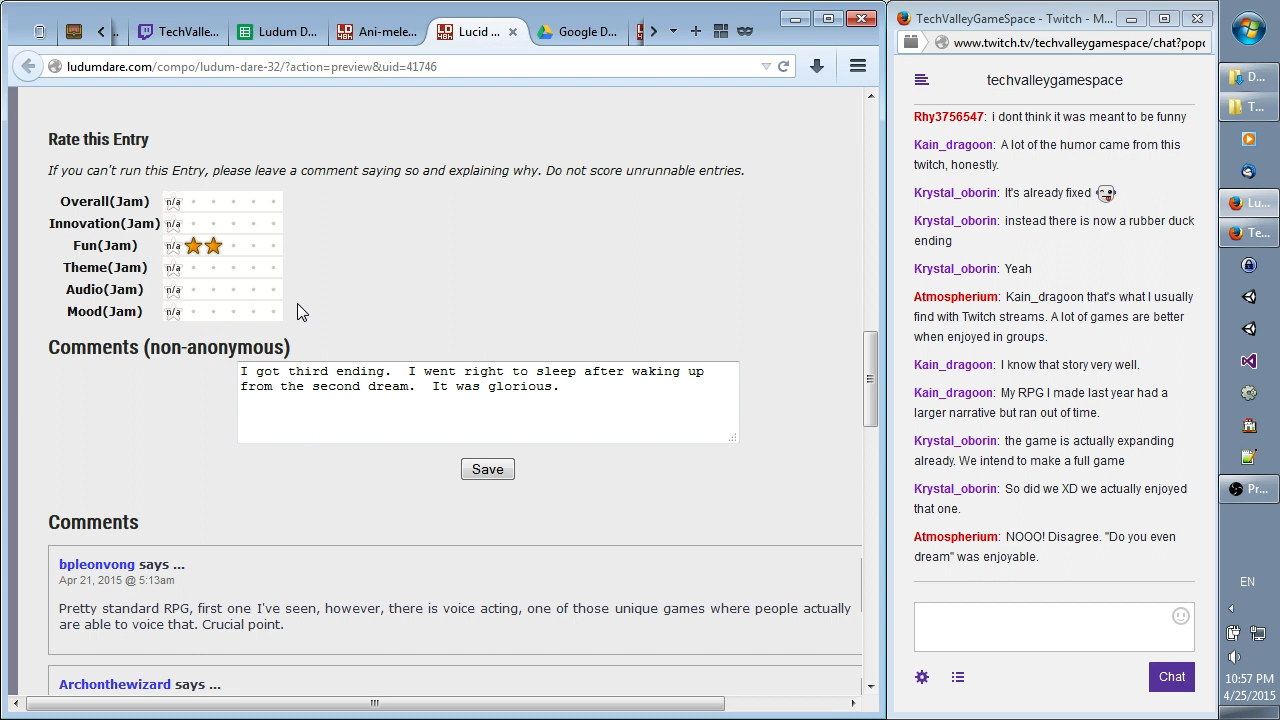 TechValle...
Ludum D...
Ani-mele...
Lucid ...
Google D...
ludumdare.com/compo/ludum-dare-32/?action=preview&uid=41746
Rate this Entry
If you can't run this Entry, please leave a comment saying so and explaining why. Do not score unrunnable entries.
Overall(Jam) n/a
Innovation(Jam) n/a
Fun(Jam) n/a
Theme(Jam) n/a
Audio(Jam) n/a
Mood(Jam) n/a
Comments (non-anonymous)
I got third ending.  I went right to sleep after waking up
from the second dream.  It was glorious.
Save
Comments
bpleonvong says ...
Apr 21, 2015 @ 5:13am
Pretty standard RPG, first one I've seen, however, there is voice acting, one of those unique games where people actually
are able to voice that. Crucial point.
Archonthewizard says ...
TechValleyGameSpace - Twitch - M...
www.twitch.tv/techvalleygamespace/chat?popo
techvalleygamespace
Rhy3756547: i dont think it was meant to be funny
Kain_dragoon: A lot of the humor came from this
twitch, honestly.
Krystal_oborin: It's already fixed
Krystal_oborin: instead there is now a rubber duck
ending
Krystal_oborin: Yeah
Atmospherium: Kain_dragoon that's what I usually
find with Twitch streams. A lot of games are better
when enjoyed in groups.
Kain_dragoon: I know that story very well.
Kain_dragoon: My RPG I made last year had a
larger narrative but ran out of time.
Krystal_oborin: the game is actually expanding
already. We intend to make a full game
Krystal_oborin: So did we XD we actually enjoyed
that one.
Atmospherium: NOOO! Disagree. "Do you even
dream" was enjoyable.
Chat
D...
T...
Lu...
Te...
Pr...
EN
10:57 PM
4/25/2015